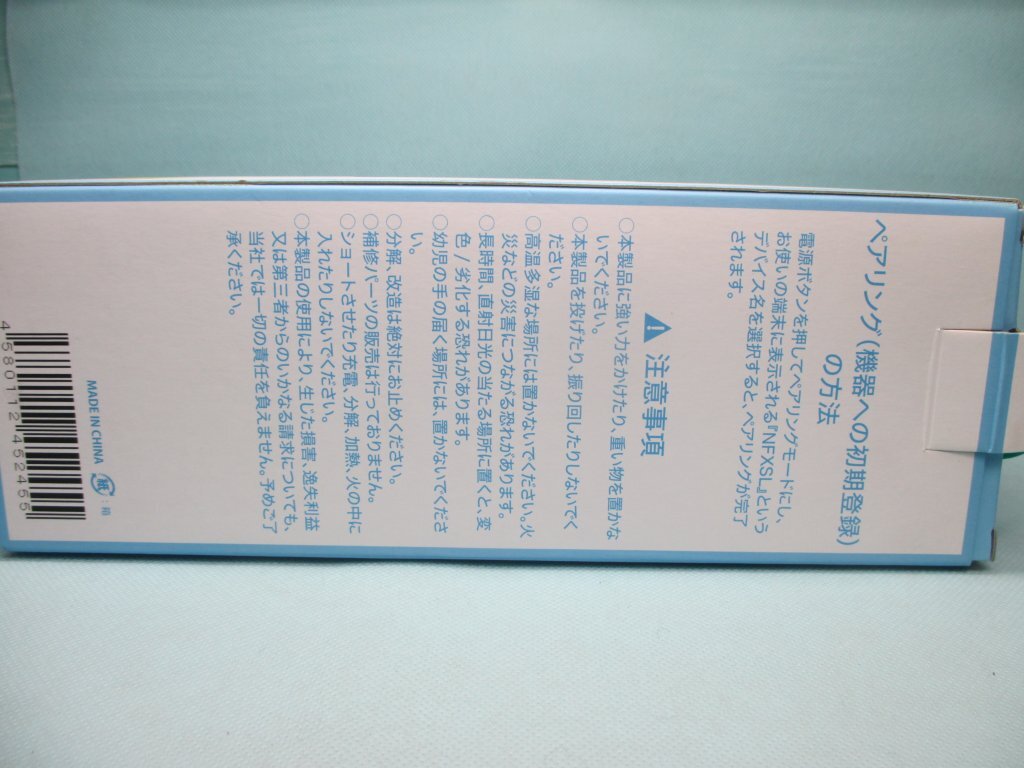 ペアリング(機器への初期登録)
の方法
電源ボタンを押してペアリングモードにし、
お使いの端末に表示される『NFXSL』という
デバイス名を選択すると、ペアリングが完了
されます。
注意事項
○本製品に強い力をかけたり、重い物を置かな
いでください。
○本製品を投げたり、振り回したりしないでく
ださい。
○高温多湿な場所には置かないでください。火
災などの災害につながる恐れがあります。
○長時間、直射日光の当たる場所に置くと、変
色/劣化する恐れがあります。
○幼児の手の届く場所には、置かないでくださ
い。
○分解、改造は絶対にお止めください。
○補修パーツの販売は行っておりません。
○ショートさせたり充電、分解、加熱、火の中に
入れたりしないでください。
○本製品の使用により、生じた損害、逸失利益
又は第三者からのいかなる請求についても、
当社では一切の責任を負えません。予めご了
承ください。
MADE IN CHINA
紙
:箱
4580112452455